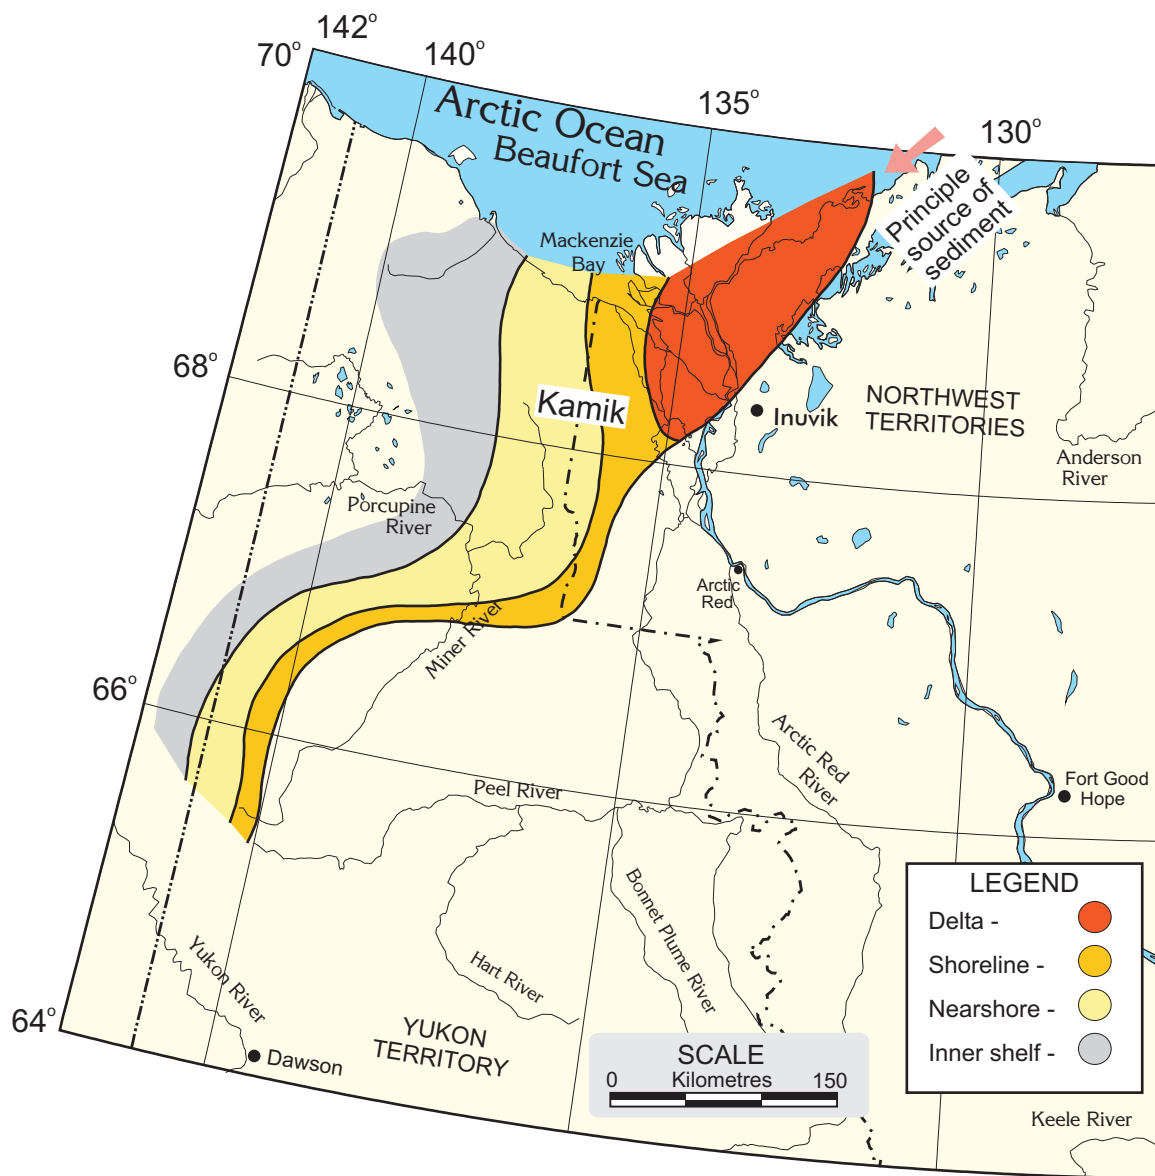 142°
70°
140°
135°
130°
Arctic Ocean
Beaufort Sea
Principle
source of
sediment
Mackenzie
Bay
68°
Kamik
Inuvik
NORTHWEST
TERRITORIES
Anderson
River
Porcupine
River
Arctic
Red
Miner River
66°
Arctic Red
River
Peel River
Fort Good
Hope
Bonnet Plume River
Hart River
Yukon River
64°
YUKON
TERRITORY
Dawson
LEGEND
Delta -
Shoreline -
Nearshore -
Inner shelf -
SCALE
0 Kilometres 150
Keele River